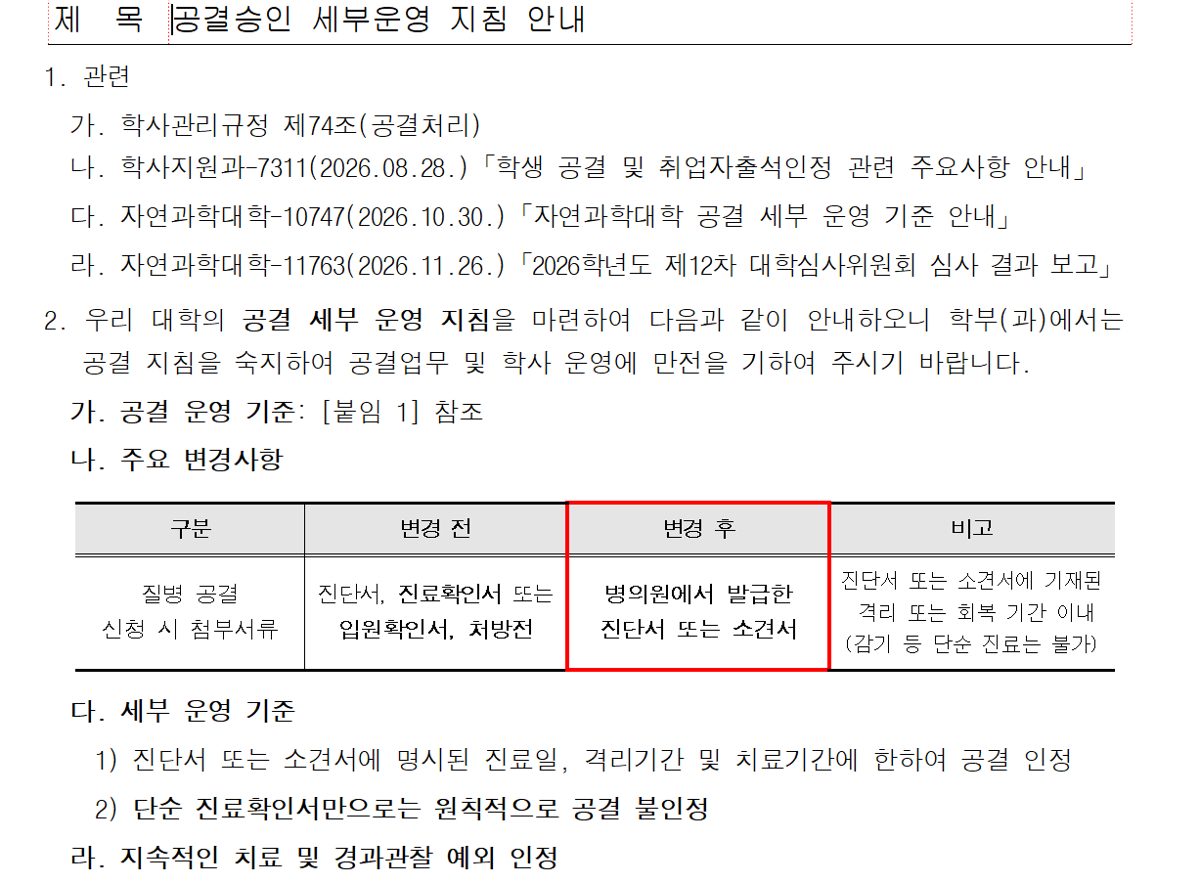 제 목 공결승인 세부운영 지침 안내
1. 관련
가. 학사관리규정 제74조(공결처리)
나. 학사지원과-7311(2026.08.28.)「학생 공결 및 취업자출석인정 관련 주요사항 안내」
다. 자연과학대학-10747(2026.10.30.)「자연과학대학 공결 세부 운영 기준 안내」
라. 자연과학대학-11763(2026.11.26.)「2026학년도 제12차 대학심사위원회 심사 결과 보고」
2. 우리 대학의 공결 세부 운영 지침을 마련하여 다음과 같이 안내하오니 학부(과)에서는
공결 지침을 숙지하여 공결업무 및 학사 운영에 만전을 기하여 주시기 바랍니다.
가. 공결 운영 기준: [붙임 1] 참조
나. 주요 변경사항
구분 변경 전 변경 후 비고
질병 공결
신청 시 첨부서류
진단서, 진료확인서 또는
입원확인서, 처방전
병의원에서 발급한
진단서 또는 소견서
진단서 또는 소견서에 기재된
격리 또는 회복 기간 이내
(감기 등 단순 진료는 불가)
다. 세부 운영 기준
1) 진단서 또는 소견서에 명시된 진료일, 격리기간 및 치료기간에 한하여 공결 인정
2) 단순 진료확인서만으로는 원칙적으로 공결 불인정
라. 지속적인 치료 및 경과관찰 예외 인정